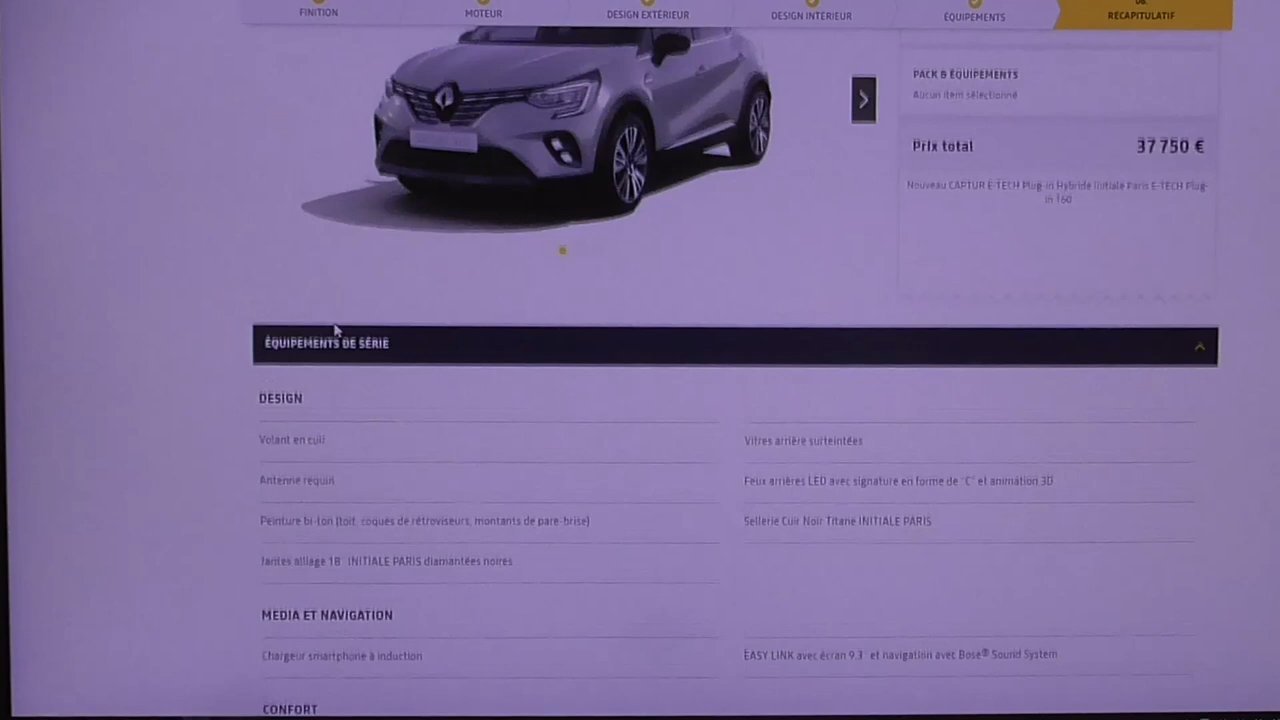 FINITION
MOTEUR
DESIGN EXTÉRIEUR
DESIGN INTÉRIEUR
ÉQUIPEMENTS
06.
RÉCAPITULATIF
PACK & ÉQUIPEMENTS
Aucun item sélectionné
Prix total 37 750 €
Nouveau CAPTUR E-TECH Plug-in Hybride Initiale Paris E-TECH Plug-
in 160
ÉQUIPEMENTS DE SÉRIE
DESIGN
Volant en cuir
Vitres arrière surteintées
Antenne requin
Feux arrières LED avec signature en forme de "C" et animation 3D
Peinture bi-ton (toit, coques de rétroviseurs, montants de pare-brise)
Sellerie Cuir Noir Titane INITIALE PARIS
Jantes alliage 18" INITIALE PARIS diamantées noires
MEDIA ET NAVIGATION
Chargeur smartphone à induction
EASY LINK avec écran 9.3" et navigation avec Bose® Sound System
CONFORT